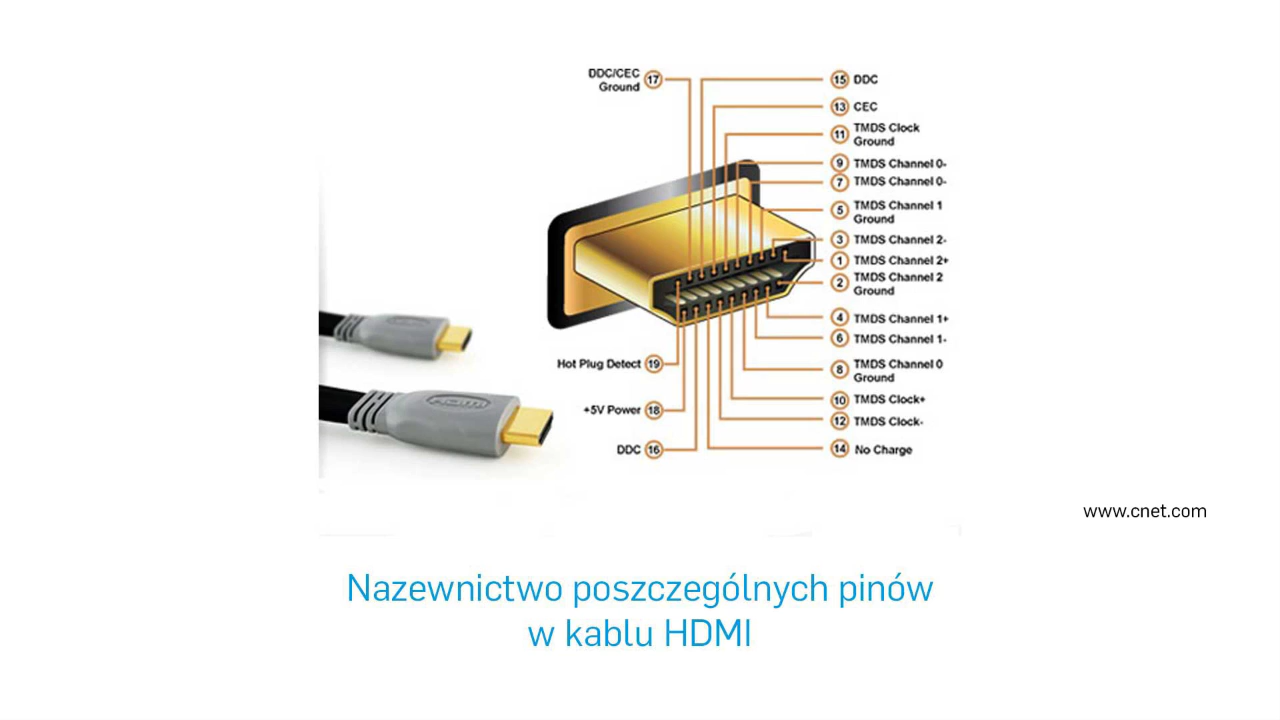 DDC/CEC
Ground
17
15 DDC
13 CEC
11 TMDS Clock
Ground
9 TMDS Channel 0-
7 TMDS Channel 0-
5 TMDS Channel 1
Ground
3 TMDS Channel 2-
1 TMDS Channel 2+
2 TMDS Channel 2
Ground
4 TMDS Channel 1+
6 TMDS Channel 1-
8 TMDS Channel 0
Ground
10 TMDS Clock+
12 TMDS Clock-
14 No Charge
Hot Plug Detect 19
+5V Power 18
DDC 16
HDMI
www.cnet.com
Nazewnictwo poszczególnych pinów
w kablu HDMI